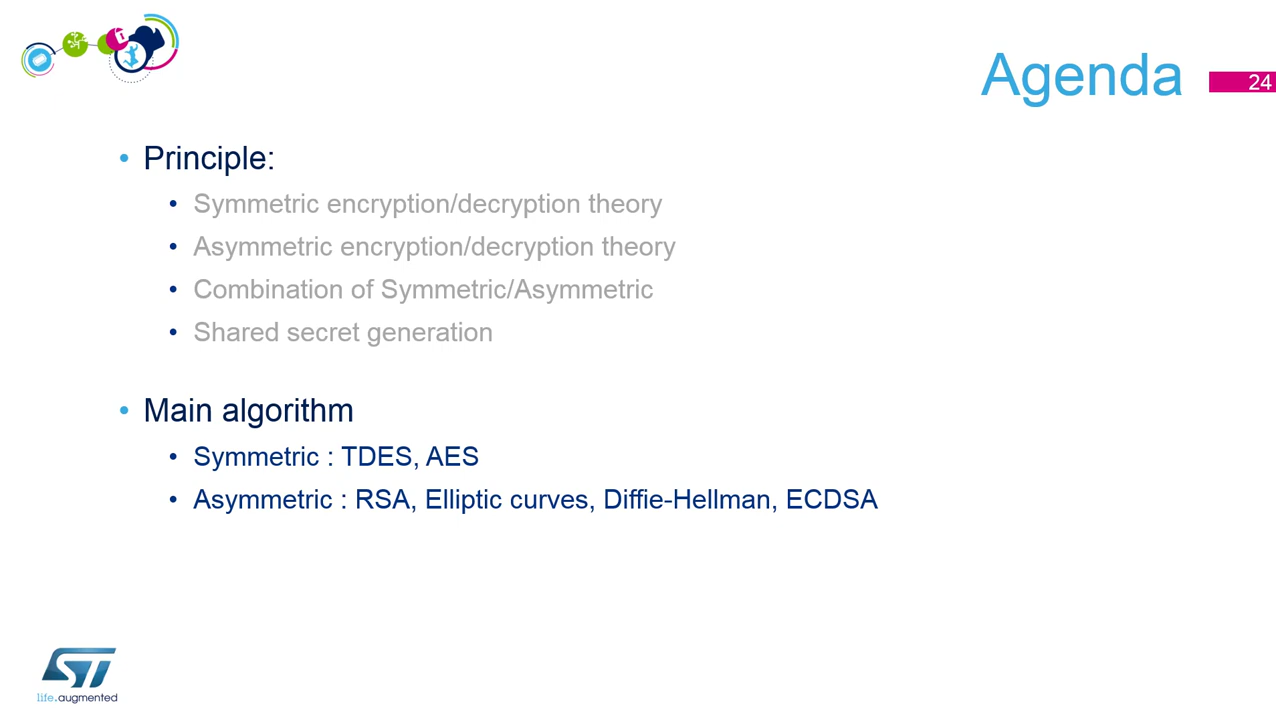 Agenda
24
• Principle:
• Symmetric encryption/decryption theory
• Asymmetric encryption/decryption theory
• Combination of Symmetric/Asymmetric
• Shared secret generation
• Main algorithm
• Symmetric : TDES, AES
• Asymmetric : RSA, Elliptic curves, Diffie-Hellman, ECDSA
ST
life.augmented